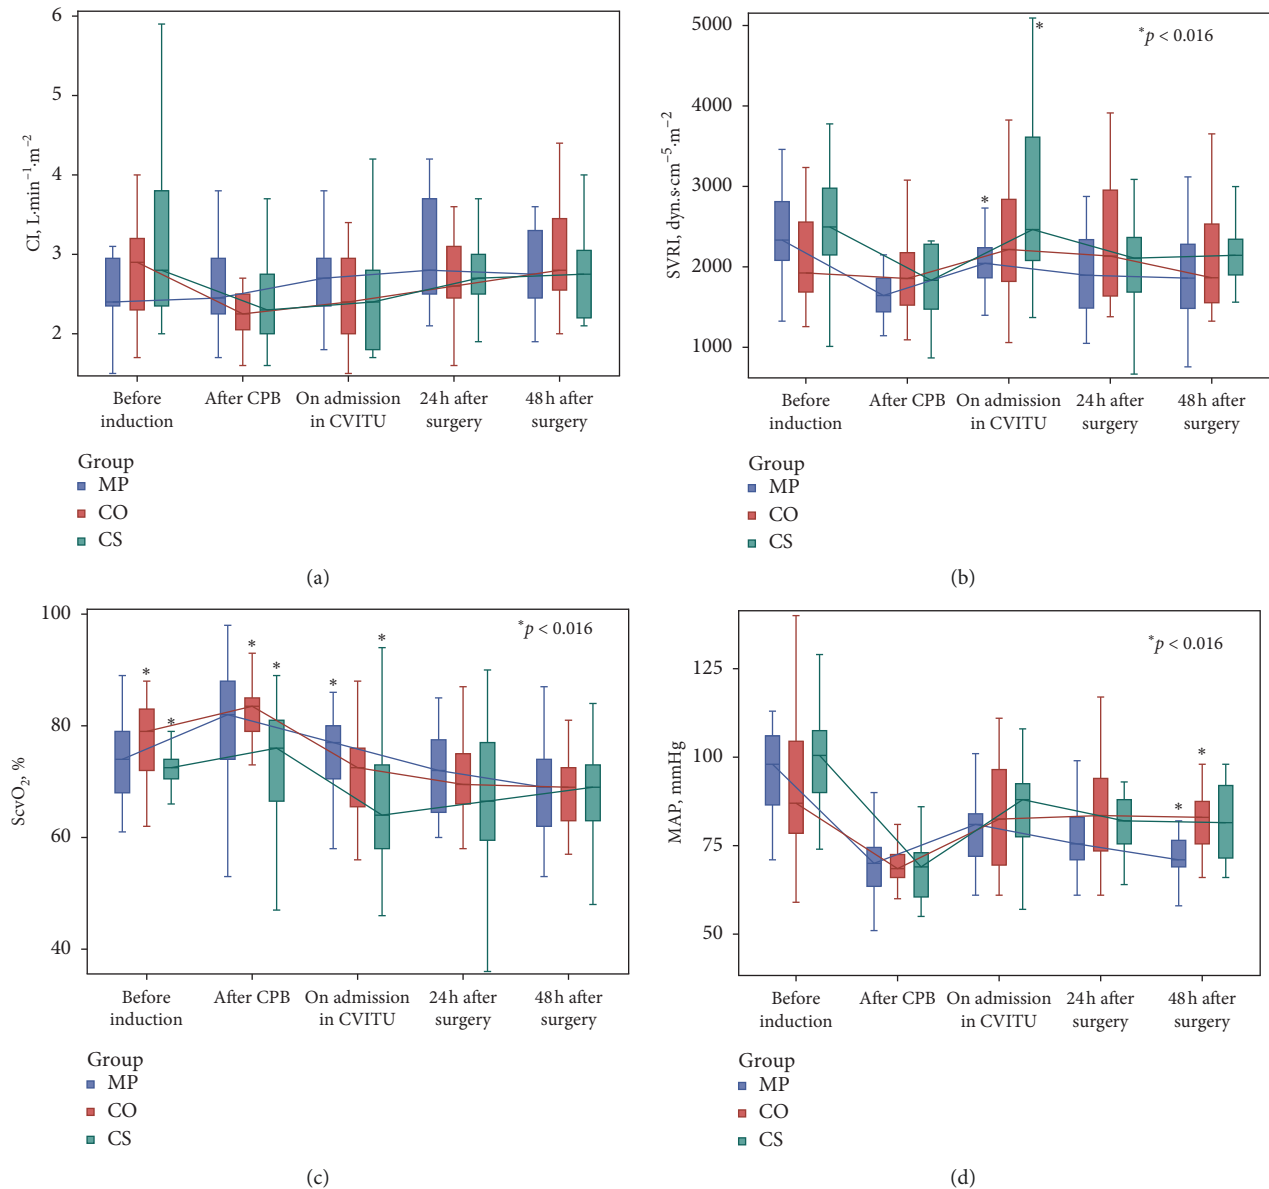 CI, L·min⁻¹·m⁻²
6
5
4
3
2
Before induction
After CPB
On admission in CVITU
24 h after surgery
48 h after surgery
Group
MP
CO
CS
(a)
SVRI, dyn.s·cm⁻⁵·m⁻²
5000
4000
3000
2000
1000
*p < 0.016
*
*
Before induction
After CPB
On admission in CVITU
24 h after surgery
48 h after surgery
Group
MP
CO
CS
(b)
ScvO₂, %
100
80
60
40
*p < 0.016
*
*
*
*
*
*
Before induction
After CPB
On admission in CVITU
24 h after surgery
48 h after surgery
Group
MP
CO
CS
(c)
MAP, mmHg
125
100
75
50
*p < 0.016
*
*
Before induction
After CPB
On admission in CVITU
24 h after surgery
48 h after surgery
Group
MP
CO
CS
(d)